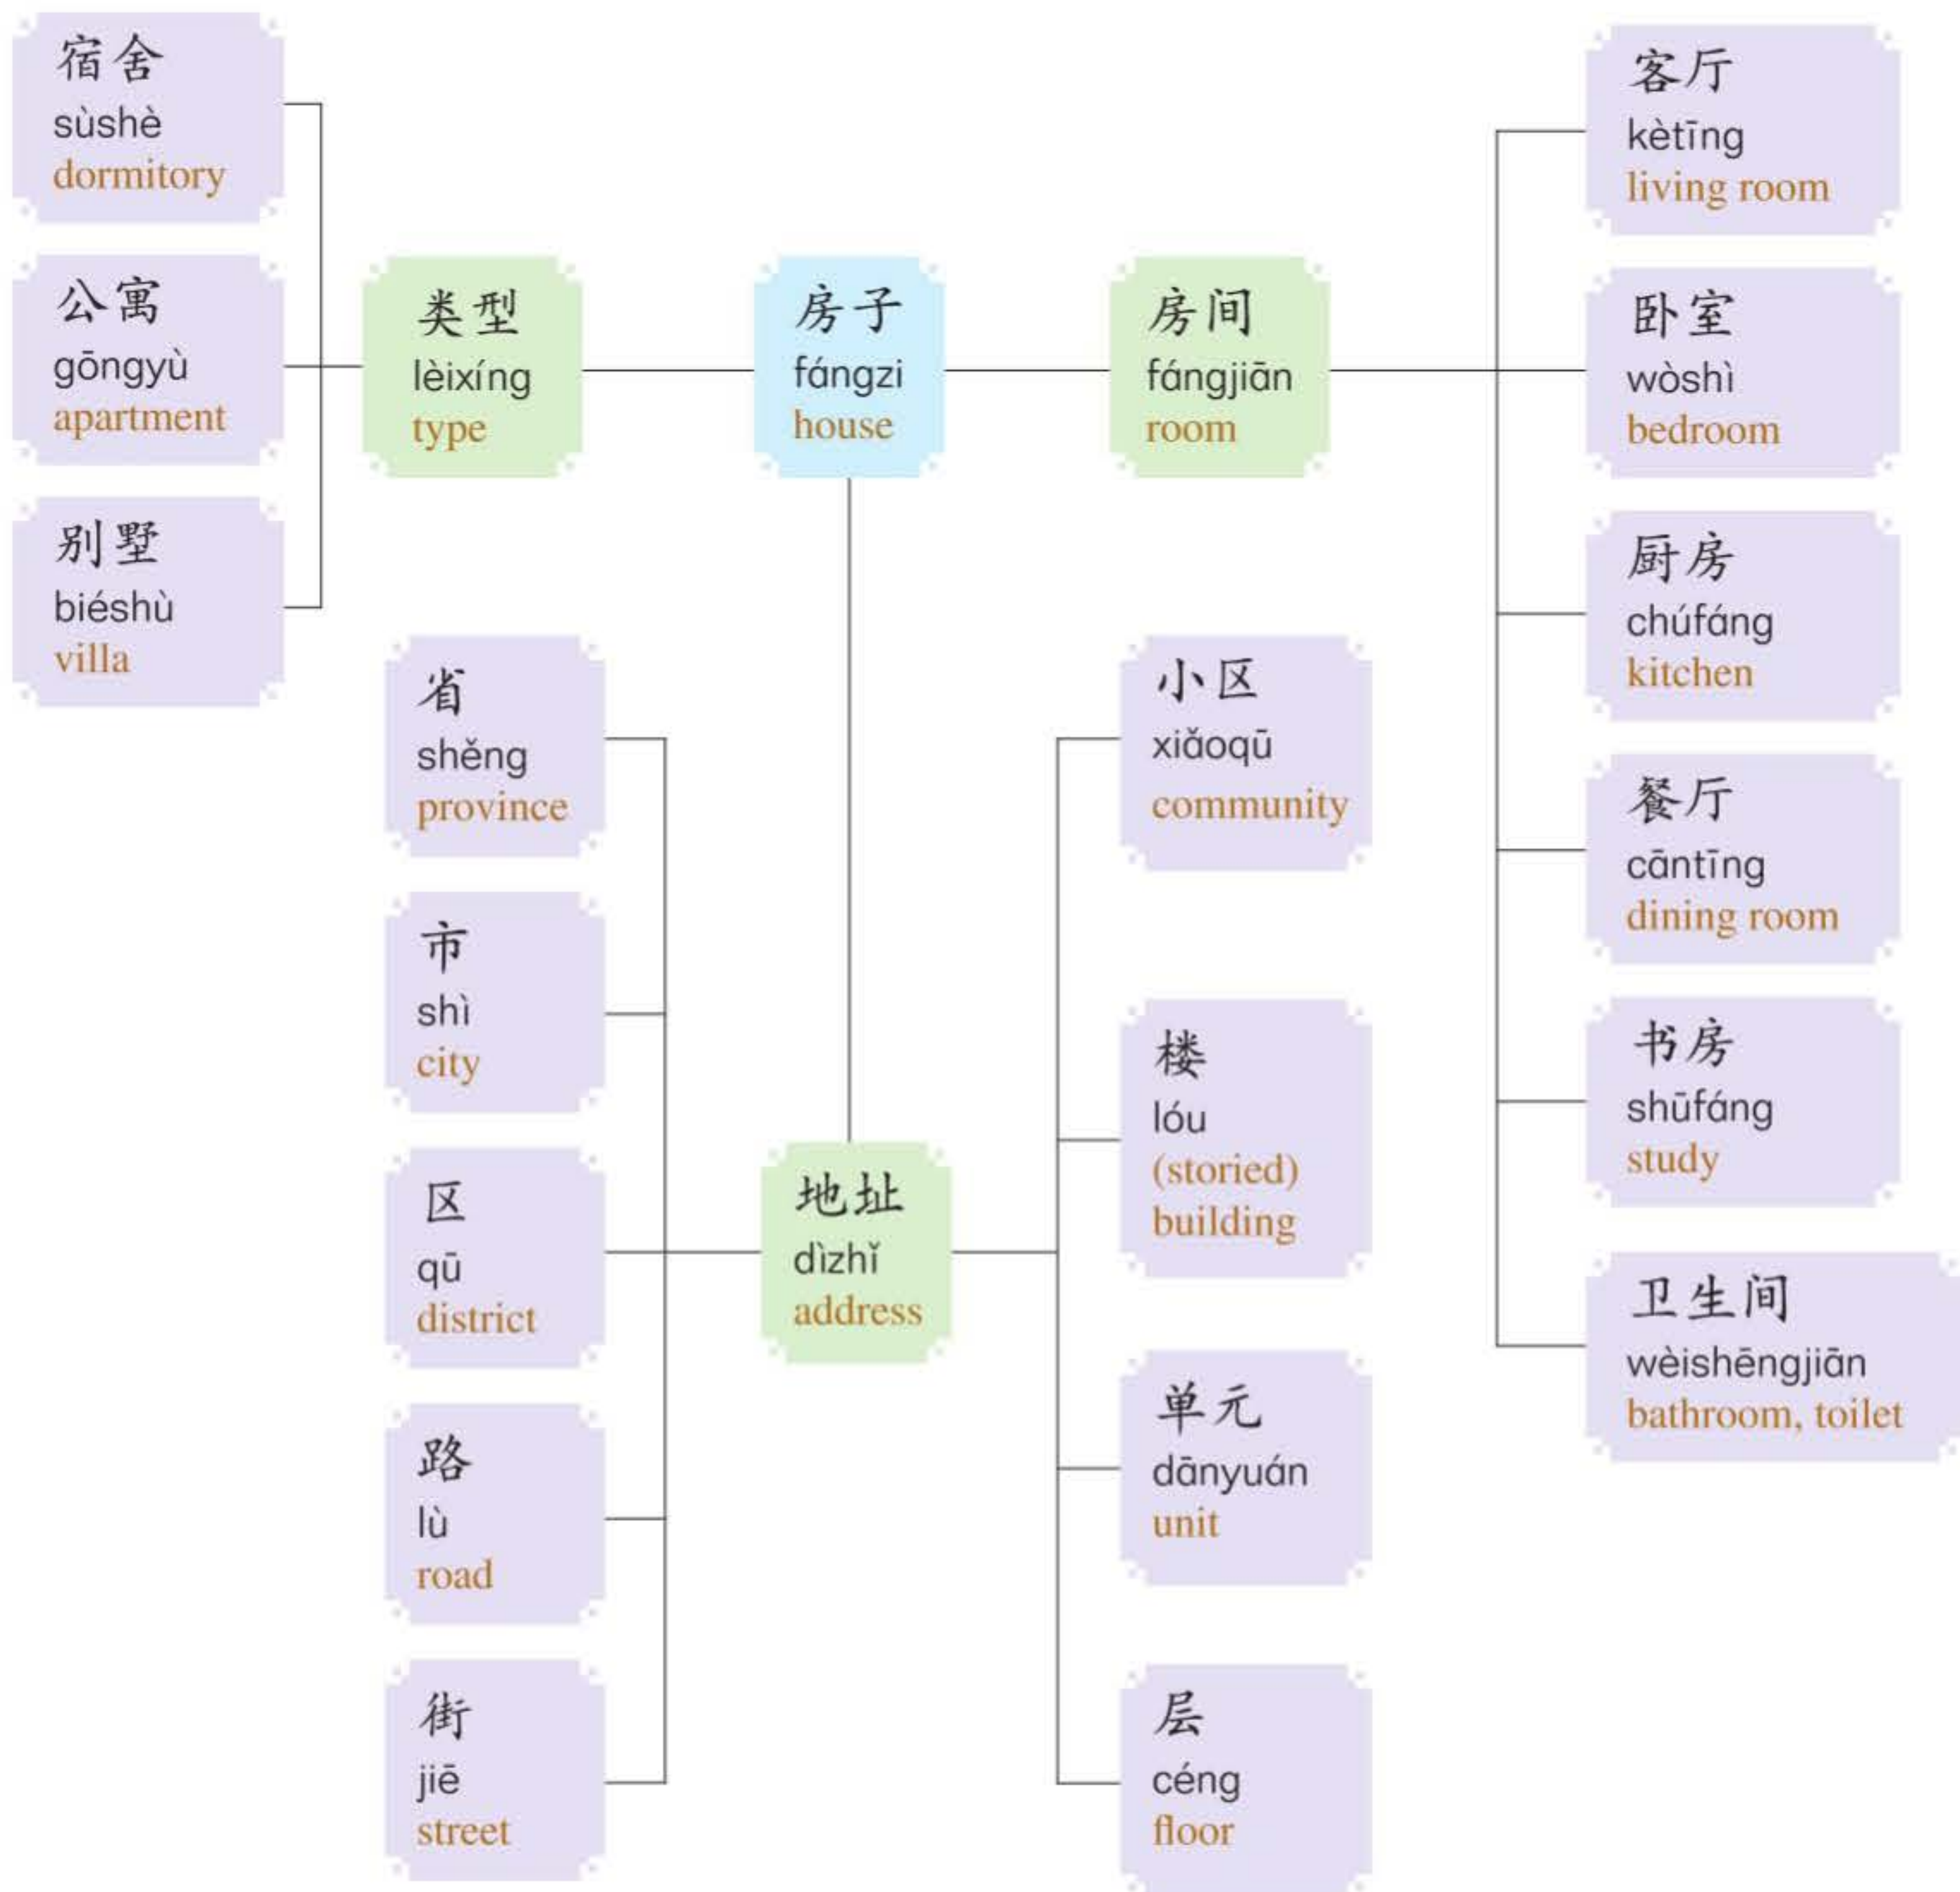 宿舍
sùshè
dormitory
公寓
gōngyù
apartment
别墅
biéshù
villa
类型
lèixíng
type
房子
fángzi
house
房间
fángjiān
room
客厅
kètīng
living room
卧室
wòshì
bedroom
厨房
chúfáng
kitchen
餐厅
cāntīng
dining room
书房
shūfáng
study
卫生间
wèishēngjiān
bathroom, toilet
地址
dìzhǐ
address
省
shěng
province
市
shì
city
区
qū
district
路
lù
road
街
jiē
street
小区
xiǎoqū
community
楼
lóu
(storied)
building
单元
dānyuán
unit
层
céng
floor